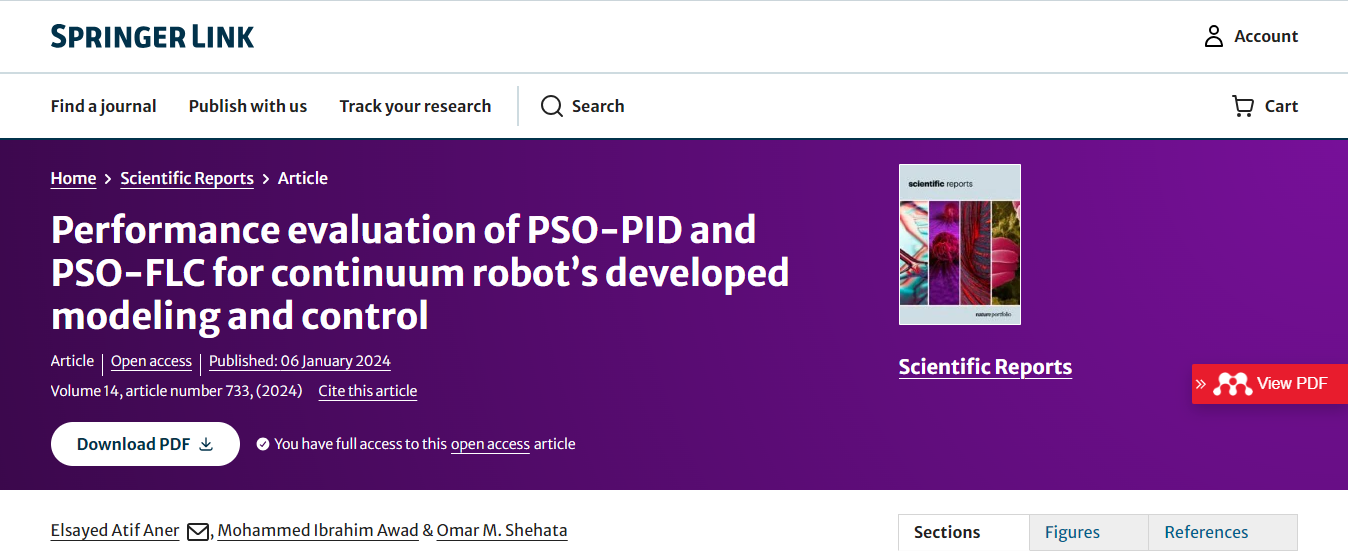 SPRINGER LINK
Account
Find a journal Publish with us Track your research Search Cart
Home > Scientific Reports > Article
Performance evaluation of PSO-PID and
PSO-FLC for continuum robot’s developed
modeling and control
Article | Open access | Published: 06 January 2024
Volume 14, article number 733, (2024) Cite this article
Download PDF You have full access to this open access article
scientific reports
natureportfolio
Scientific Reports
» View PDF
Elsayed Atif Aner, Mohammed Ibrahim Awad & Omar M. Shehata
Sections Figures References